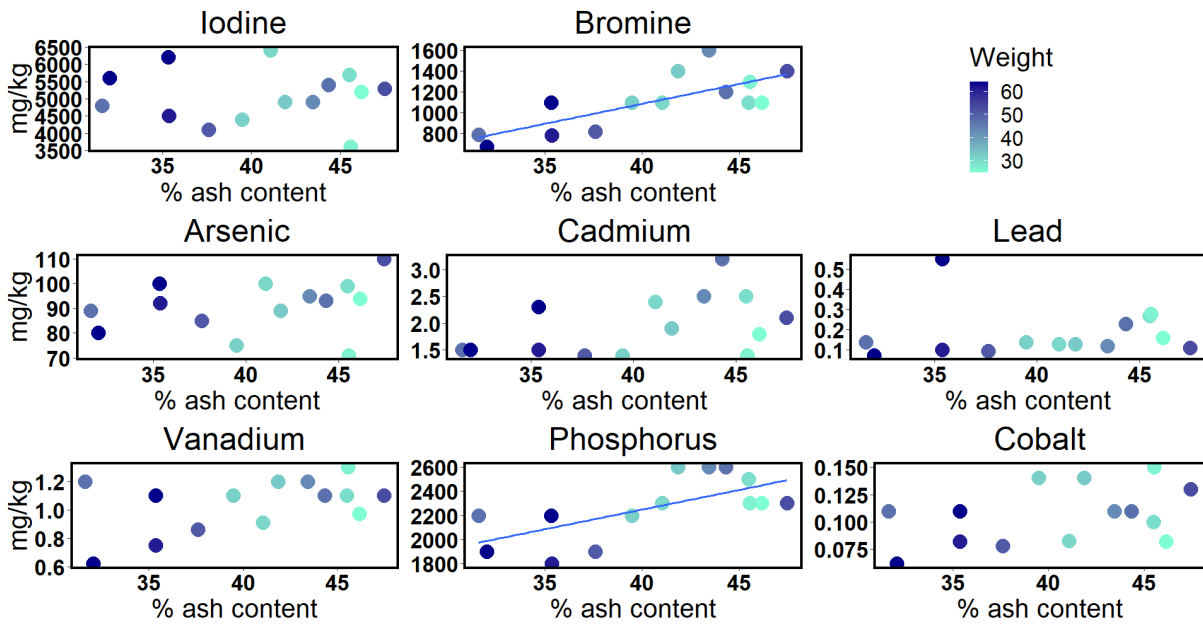 Iodine
6500
6000
5500
5000
4500
4000
3500
mg/kg
35 40 45
% ash content
Bromine
1600
1400
1200
1000
800
35 40 45
% ash content
Weight
60
50
40
30
Arsenic
110
100
90
80
70
mg/kg
35 40 45
% ash content
Cadmium
3.0
2.5
2.0
1.5
35 40 45
% ash content
Lead
0.5
0.4
0.3
0.2
0.1
35 40 45
% ash content
Vanadium
1.2
1.0
0.8
0.6
mg/kg
35 40 45
% ash content
Phosphorus
2600
2400
2200
2000
1800
35 40 45
% ash content
Cobalt
0.150
0.125
0.100
0.075
35 40 45
% ash content